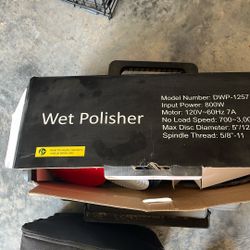 Wet Polisher
Model Number: DWP-1257
Input Power: 800W
Motor: 120V~60Hz 7A
No Load Speed: 700~3,00
Max Disc Diameter: 5"/12
Spindle Thread: 5/8"-11